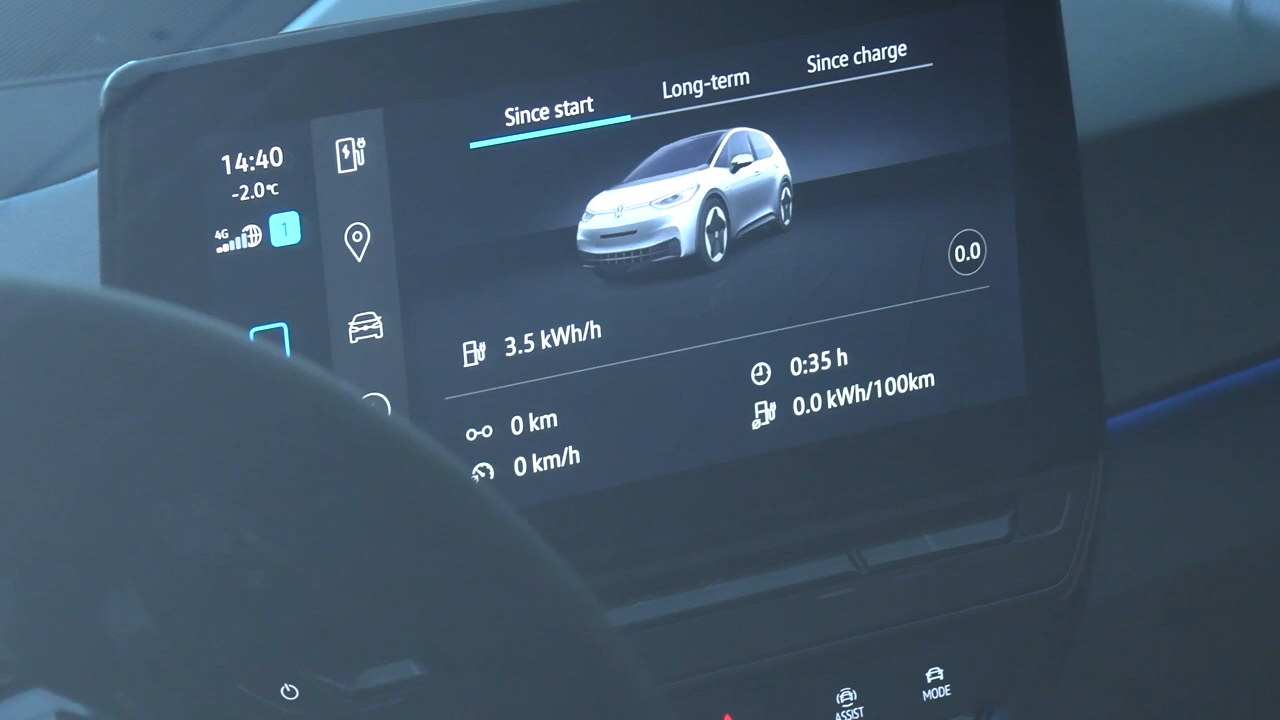 Since start
Long-term
Since charge
14:40
-2.0°C
4G
1
0.0
3.5 kWh/h
0:35 h
0 km
0.0 kWh/100km
0 km/h
ASSIST
MODE